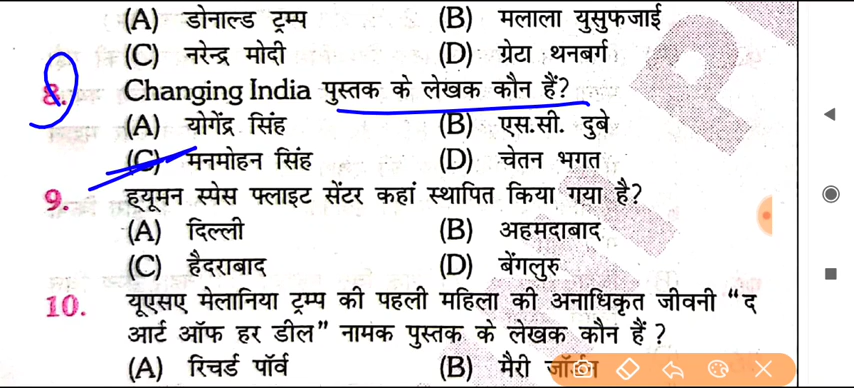 (A) डोनाल्ड ट्रम्प (B) मलाला युसुफजाई
(C) नरेन्द्र मोदी (D) ग्रेटा थनबर्ग
8. Changing India पुस्तक के लेखक कौन हैं?
(A) योगेंद्र सिंह (B) एस.सी. दुबे
(C) मनमोहन सिंह (D) चेतन भगत
9. हयूमन स्पेस फ्लाइट सेंटर कहां स्थापित किया गया है?
(A) दिल्ली (B) अहमदाबाद
(C) हैदराबाद (D) बेंगलुरु
10. यूएसए मेलानिया ट्रम्प की पहली महिला की अनाधिकृत जीवनी "द
आर्ट ऑफ हर डील" नामक पुस्तक के लेखक कौन हैं ?
(A) रिचर्ड पॉर्व (B) मैरी